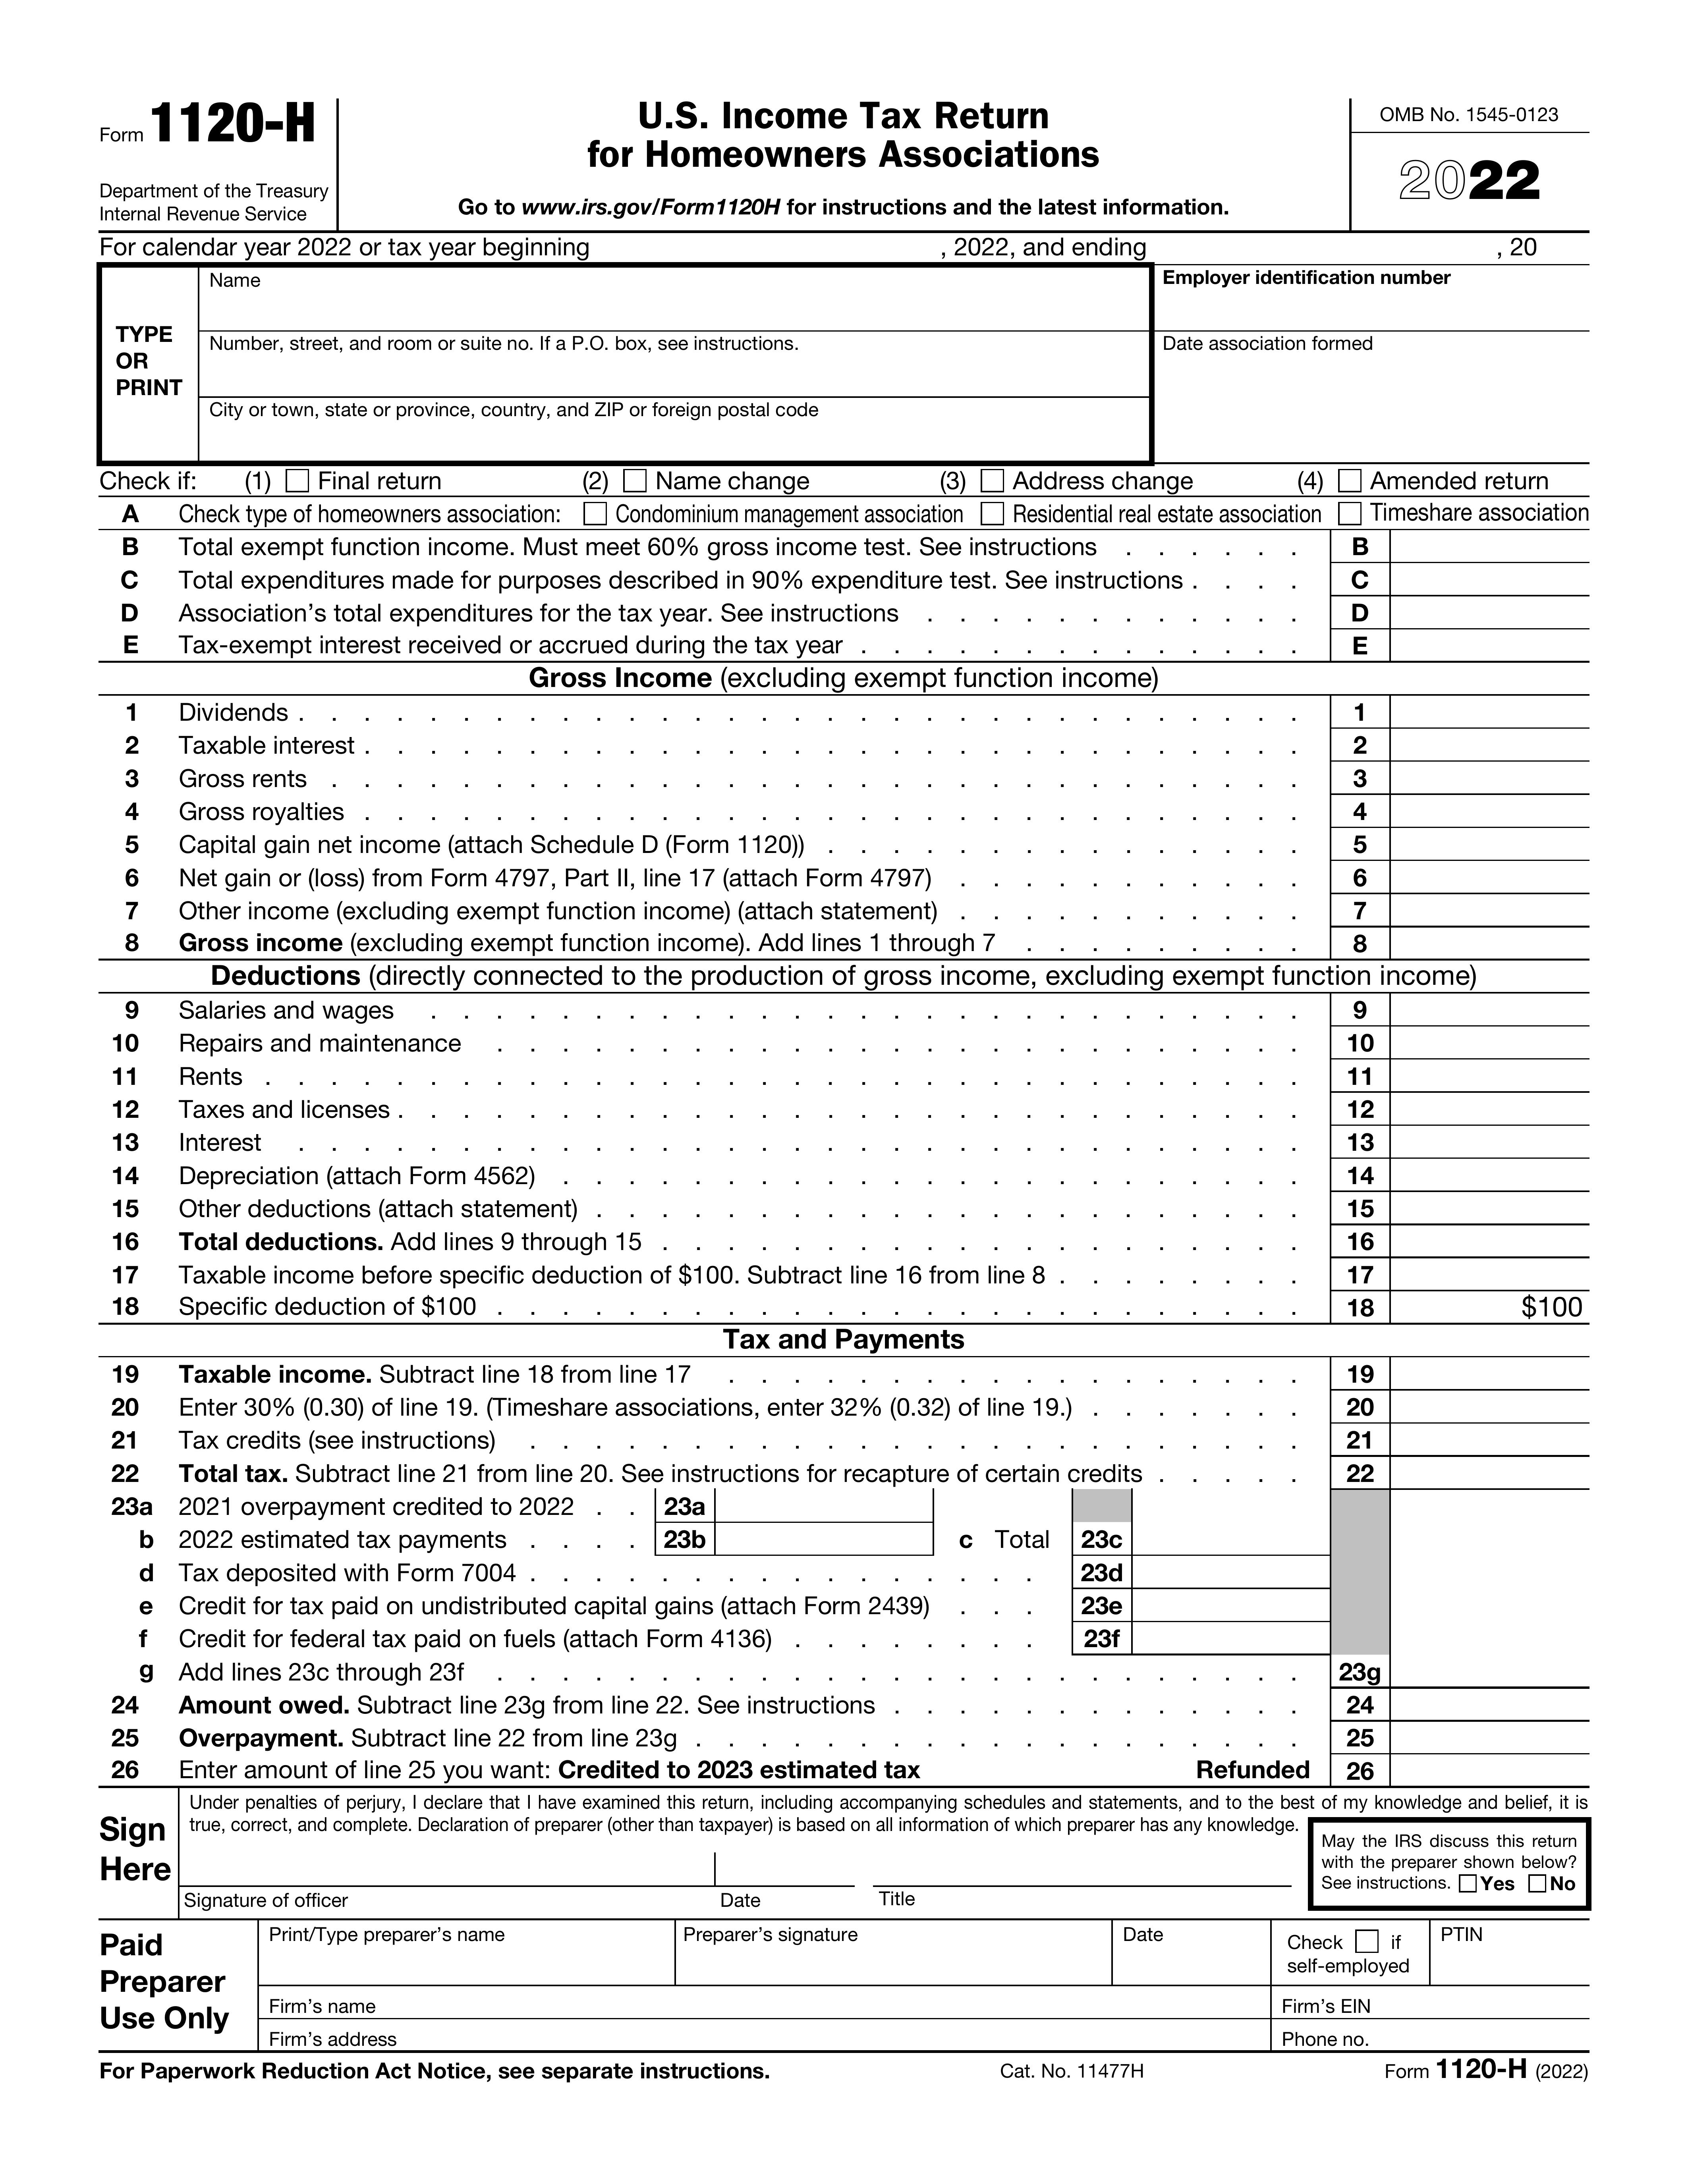 Form 1120-H
Department of the Treasury
Internal Revenue Service
U.S. Income Tax Return
for Homeowners Associations
Go to www.irs.gov/Form1120H for instructions and the latest information.
OMB No. 1545-0123
2022
For calendar year 2022 or tax year beginning , 2022, and ending , 20
TYPE
OR
PRINT
Name
Number, street, and room or suite no. If a P.O. box, see instructions.
City or town, state or province, country, and ZIP or foreign postal code
Employer identification number
Date association formed
Check if: (1) Final return (2) Name change (3) Address change (4) Amended return
A Check type of homeowners association: Condominium management association Residential real estate association Timeshare association
B Total exempt function income. Must meet 60% gross income test. See instructions . . . . . . B
C Total expenditures made for purposes described in 90% expenditure test. See instructions . . . . C
D Association's total expenditures for the tax year. See instructions . . . . . . . . . . . . D
E Tax-exempt interest received or accrued during the tax year . . . . . . . . . . . . . . E
Gross Income (excluding exempt function income)
1 Dividends . . . . . . . . . . . . . . . . . . . . . . . . . . . . . . . 1
2 Taxable interest . . . . . . . . . . . . . . . . . . . . . . . . . . . . . 2
3 Gross rents . . . . . . . . . . . . . . . . . . . . . . . . . . . . . . 3
4 Gross royalties . . . . . . . . . . . . . . . . . . . . . . . . . . . . . 4
5 Capital gain net income (attach Schedule D (Form 1120)) . . . . . . . . . . . . . . . 5
6 Net gain or (loss) from Form 4797, Part II, line 17 (attach Form 4797) . . . . . . . . . . . 6
7 Other income (excluding exempt function income) (attach statement) . . . . . . . . . . . 7
8 Gross income (excluding exempt function income). Add lines 1 through 7 . . . . . . . . . 8
Deductions (directly connected to the production of gross income, excluding exempt function income)
9 Salaries and wages . . . . . . . . . . . . . . . . . . . . . . . . . . . 9
10 Repairs and maintenance . . . . . . . . . . . . . . . . . . . . . . . . . 10
11 Rents . . . . . . . . . . . . . . . . . . . . . . . . . . . . . . . . 11
12 Taxes and licenses . . . . . . . . . . . . . . . . . . . . . . . . . . . . 12
13 Interest . . . . . . . . . . . . . . . . . . . . . . . . . . . . . . . 13
14 Depreciation (attach Form 4562) . . . . . . . . . . . . . . . . . . . . . . . 14
15 Other deductions (attach statement) . . . . . . . . . . . . . . . . . . . . . . 15
16 Total deductions. Add lines 9 through 15 . . . . . . . . . . . . . . . . . . . . 16
17 Taxable income before specific deduction of $100. Subtract line 16 from line 8 . . . . . . . . 17
18 Specific deduction of $100 . . . . . . . . . . . . . . . . . . . . . . . . . 18 $100
Tax and Payments
19 Taxable income. Subtract line 18 from line 17 . . . . . . . . . . . . . . . . . . 19
20 Enter 30% (0.30) of line 19. (Timeshare associations, enter 32% (0.32) of line 19.) . . . . . . . 20
21 Tax credits (see instructions) . . . . . . . . . . . . . . . . . . . . . . . . 21
22 Total tax. Subtract line 21 from line 20. See instructions for recapture of certain credits . . . . . 22
23a 2021 overpayment credited to 2022 . . 23a
b 2022 estimated tax payments . . . . 23b c Total 23c
d Tax deposited with Form 7004 . . . . . . . . . . . . . . . . 23d
e Credit for tax paid on undistributed capital gains (attach Form 2439) . . . 23e
f Credit for federal tax paid on fuels (attach Form 4136) . . . . . . . . 23f
g Add lines 23c through 23f . . . . . . . . . . . . . . . . . . . . . . . . . 23g
24 Amount owed. Subtract line 23g from line 22. See instructions . . . . . . . . . . . . . 24
25 Overpayment. Subtract line 22 from line 23g . . . . . . . . . . . . . . . . . . . 25
26 Enter amount of line 25 you want: Credited to 2023 estimated tax Refunded 26
Sign
Here
Under penalties of perjury, I declare that I have examined this return, including accompanying schedules and statements, and to the best of my knowledge and belief, it is
true, correct, and complete. Declaration of preparer (other than taxpayer) is based on all information of which preparer has any knowledge.
Signature of officer Date Title
May the IRS discuss this return
with the preparer shown below?
See instructions. Yes No
Paid
Preparer
Use Only
Print/Type preparer's name Preparer's signature Date Check if
self-employed PTIN
Firm's name Firm's EIN
Firm's address Phone no.
For Paperwork Reduction Act Notice, see separate instructions. Cat. No. 11477H Form 1120-H (2022)